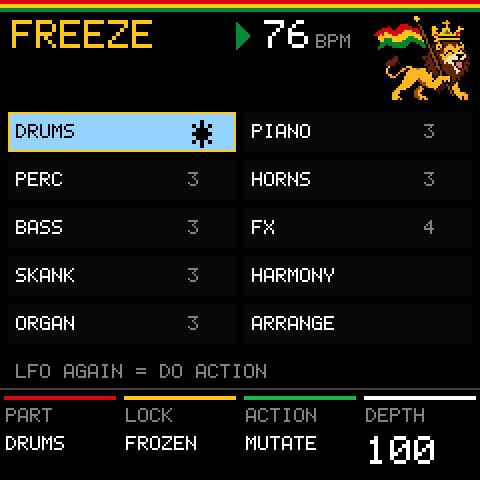 FREEZE 76 BPM
DRUMS PIANO 3
PERC 3 HORNS 3
BASS 3 FX 4
SKANK 3 HARMONY
ORGAN 3 ARRANGE
LFO AGAIN = DO ACTION
PART LOCK ACTION DEPTH
DRUMS FROZEN MUTATE 100